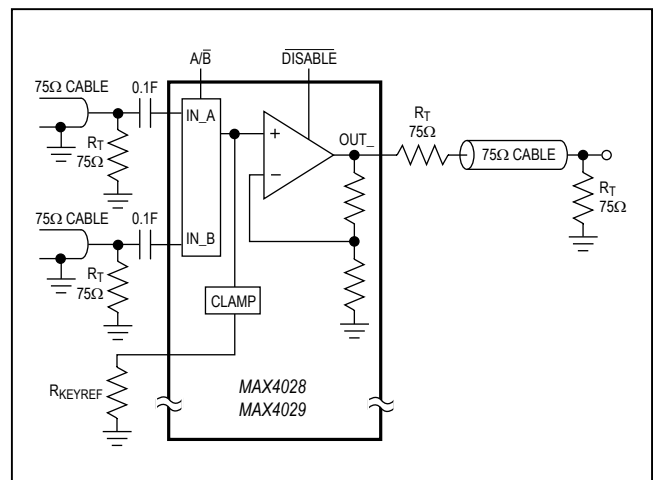 A/B̅
D̅I̅S̅A̅B̅L̅E̅
75Ω CABLE
0.1F
IN_A
RT
75Ω
75Ω CABLE
0.1F
IN_B
RT
75Ω
+
−
OUT_
RT
75Ω
75Ω CABLE
RT
75Ω
CLAMP
RKEYREF
MAX4028
MAX4029